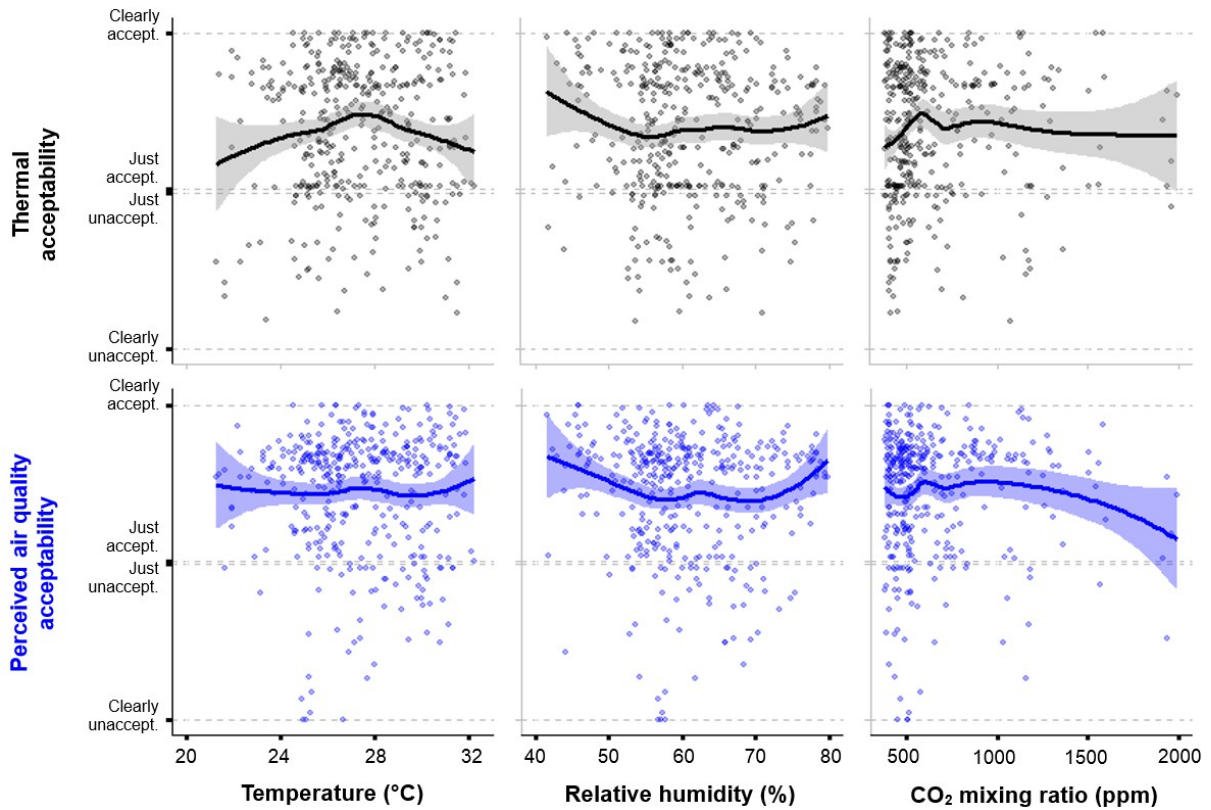 Clearly
accept.
Just
accept.
Just
unaccept.
Clearly
unaccept.
Thermal
acceptability
Clearly
accept.
Just
accept.
Just
unaccept.
Clearly
unaccept.
Perceived air quality
acceptability
20 24 28 32
40 50 60 70 80
500 1000 1500 2000
Temperature (°C)
Relative humidity (%)
CO₂ mixing ratio (ppm)